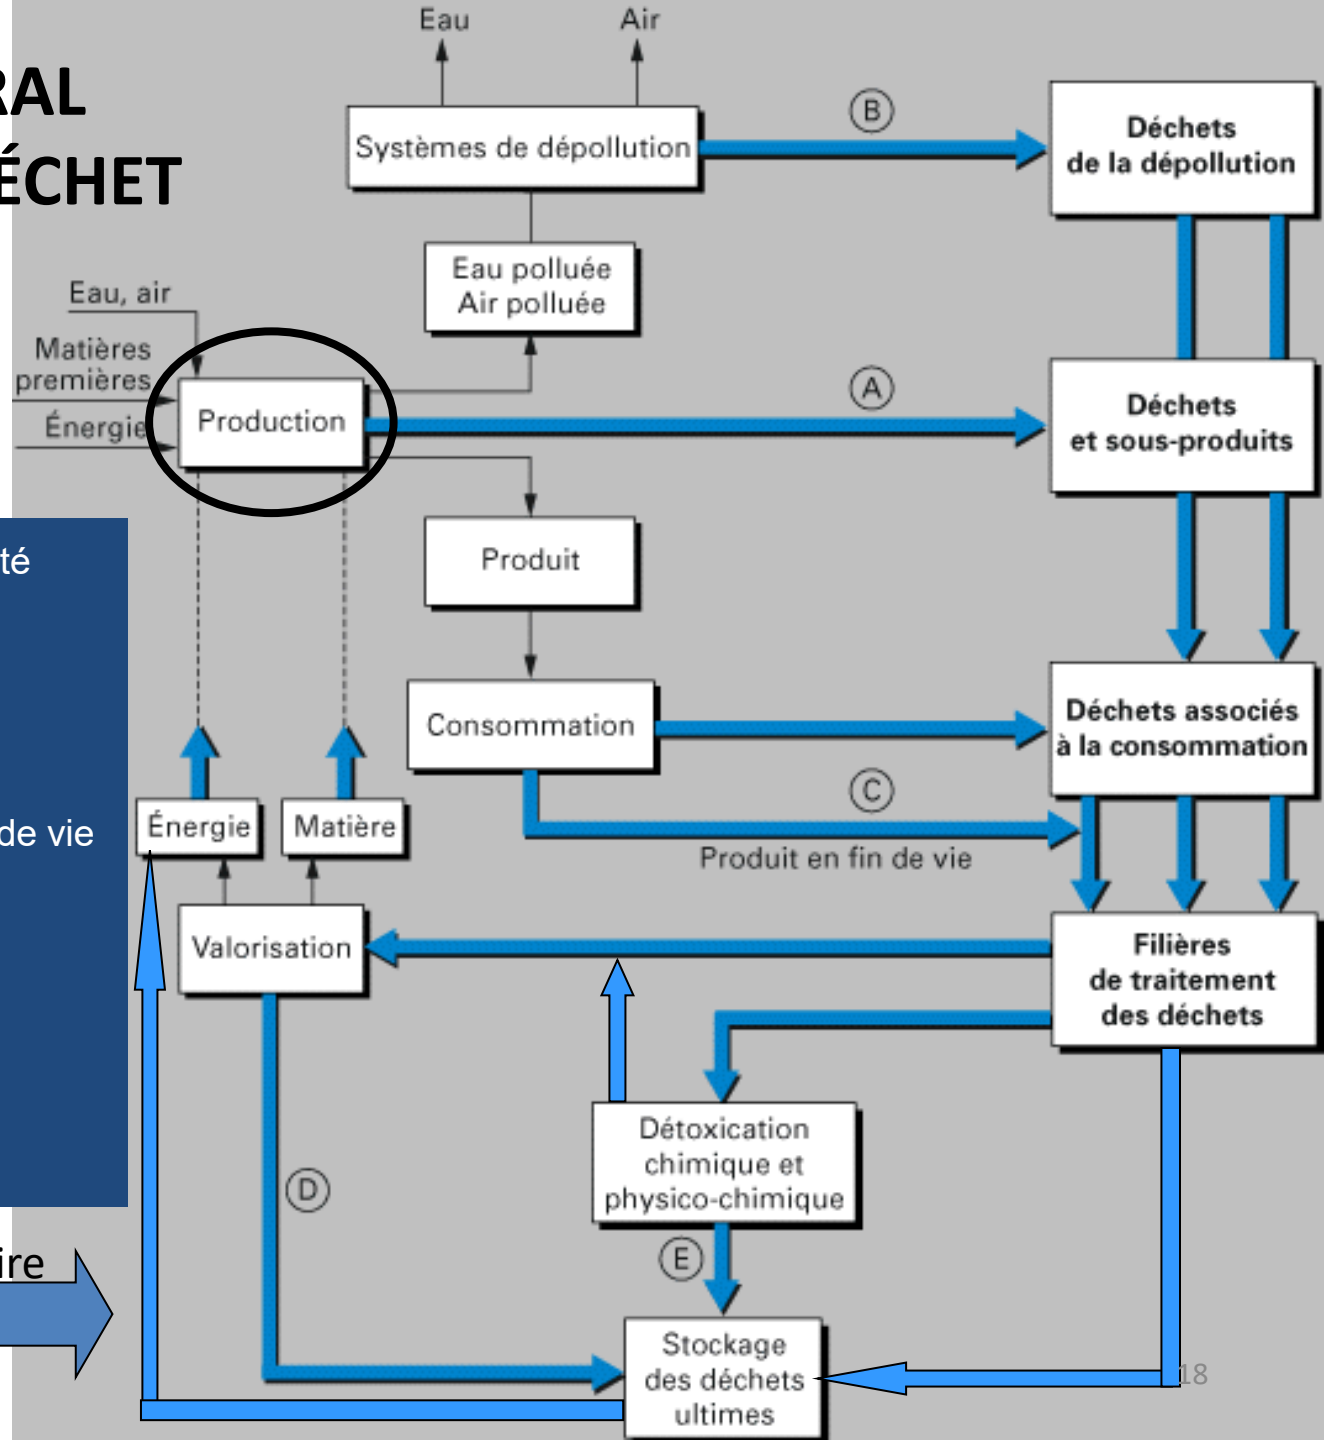 Eau
Air
RAL
ÉCHET
Systèmes de dépollution
B
Déchets
de la dépollution
Eau polluée
Air polluée
Eau, air
Matières
premières
Énergie
Production
A
Déchets
et sous-produits
té
Produit
Consommation
Déchets associés
à la consommation
C
Produit en fin de vie
de vie
Énergie
Matière
Valorisation
Filières
de traitement
des déchets
Détoxication
chimique et
physico-chimique
D
E
ire
Stockage
des déchets
ultimes
18